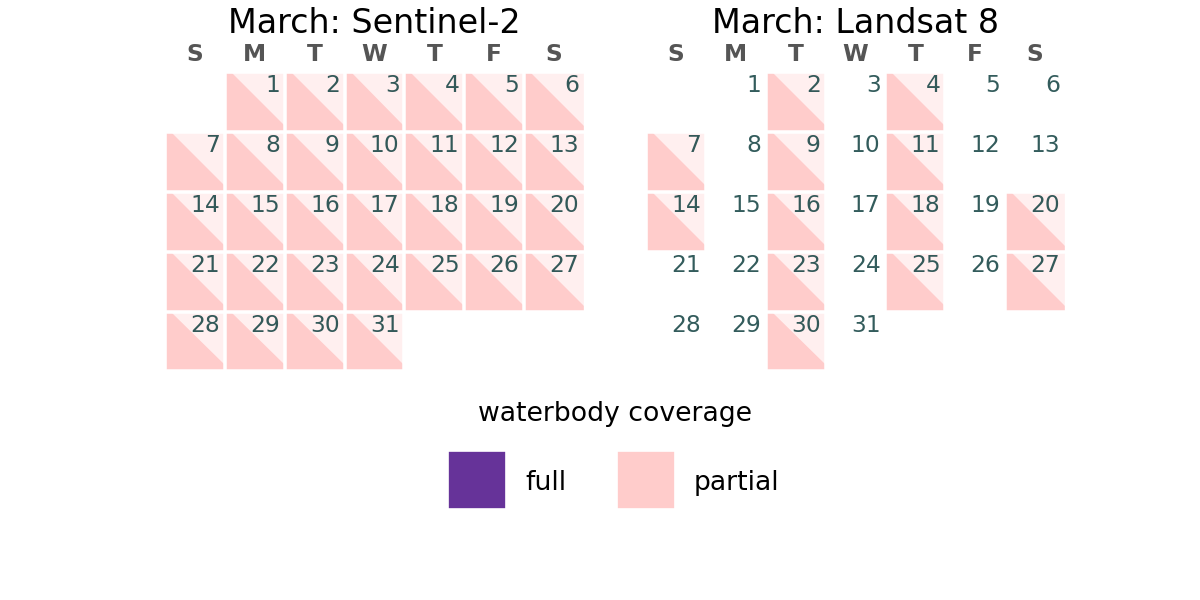 March: Sentinel-2
S M T W T F S
1 2 3 4 5 6
7 8 9 10 11 12 13
14 15 16 17 18 19 20
21 22 23 24 25 26 27
28 29 30 31
March: Landsat 8
S M T W T F S
1 2 3 4 5 6
7 8 9 10 11 12 13
14 15 16 17 18 19 20
21 22 23 24 25 26 27
28 29 30 31
waterbody coverage
full partial